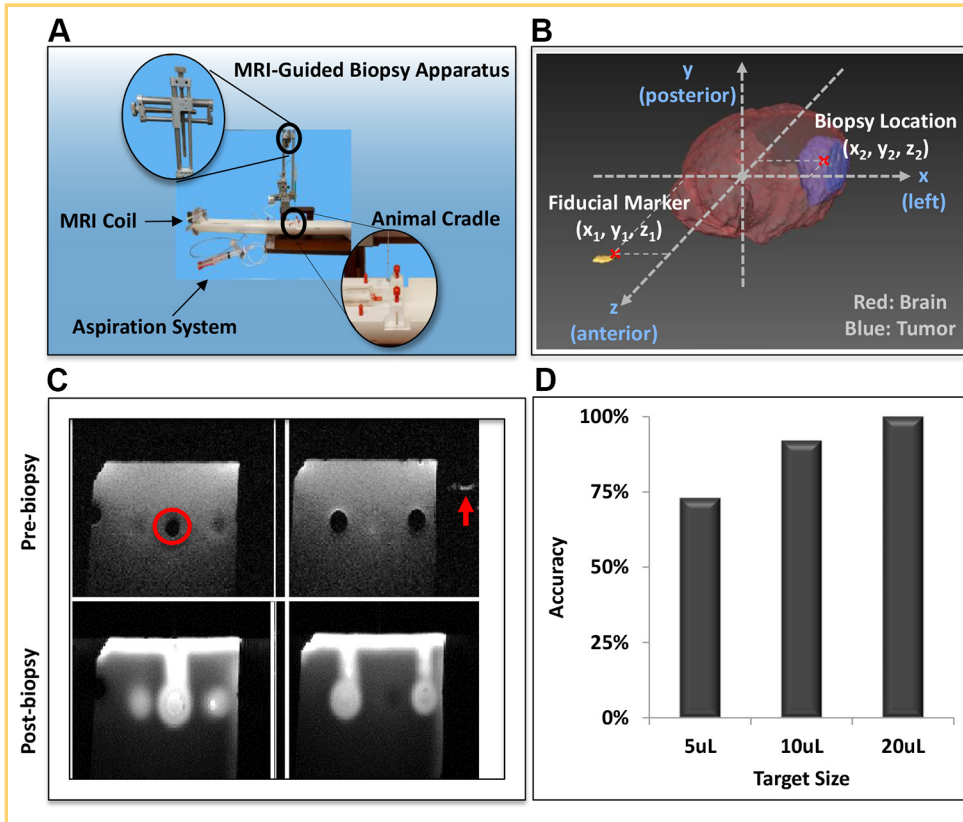 A
MRI-Guided Biopsy Apparatus
MRI Coil
Animal Cradle
Aspiration System
B
y
(posterior)
Biopsy Location
(x₂, y₂, z₂)
x
(left)
Fiducial Marker
(x₁, y₁, z₁)
z
(anterior)
Red: Brain
Blue: Tumor
C
Pre-biopsy
Post-biopsy
D
100%
75%
50%
25%
0%
Accuracy
5uL 10uL 20uL
Target Size